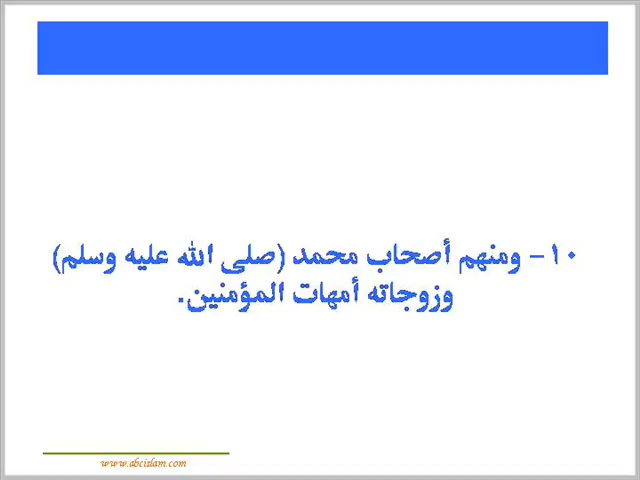 ١٠- ومنهم أصحاب محمد (صلى الله عليه وسلم)
وزوجاته أمهات المؤمنين.
www.abcislam.com